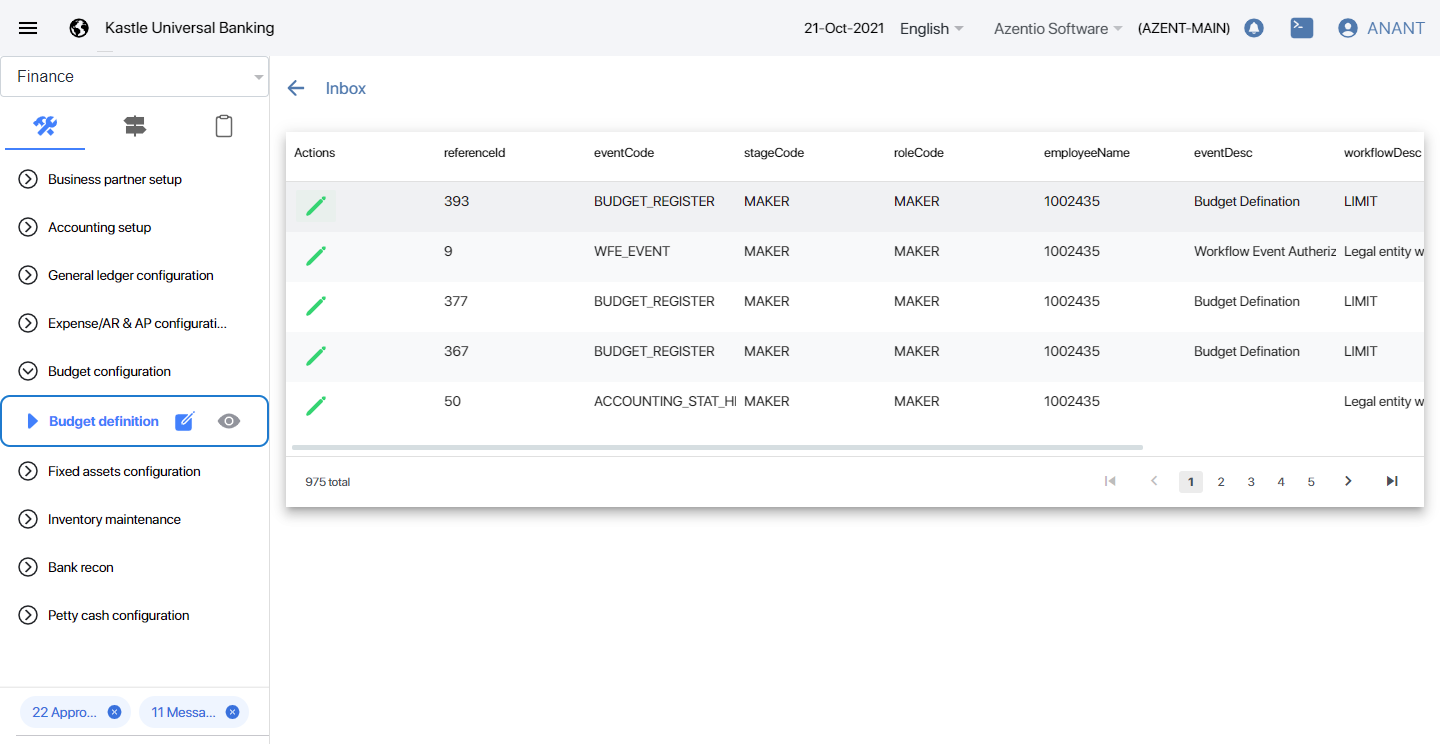 Kastle Universal Banking
21-Oct-2021
English
Azentio Software
(AZENT-MAIN)
ANANT
Finance
Business partner setup
Accounting setup
General ledger configuration
Expense/AR & AP configurati...
Budget configuration
Budget definition
Fixed assets configuration
Inventory maintenance
Bank recon
Petty cash configuration
22 Appro...
11 Messa...
Inbox
Actions referenceId eventCode stageCode roleCode employeeName eventDesc workflowDesc
393 BUDGET_REGISTER MAKER MAKER 1002435 Budget Defination LIMIT
9 WFE_EVENT MAKER MAKER 1002435 Workflow Event Autheriz Legal entity w
377 BUDGET_REGISTER MAKER MAKER 1002435 Budget Defination LIMIT
367 BUDGET_REGISTER MAKER MAKER 1002435 Budget Defination LIMIT
50 ACCOUNTING_STAT_HI MAKER MAKER 1002435 Legal entity w
975 total
1 2 3 4 5